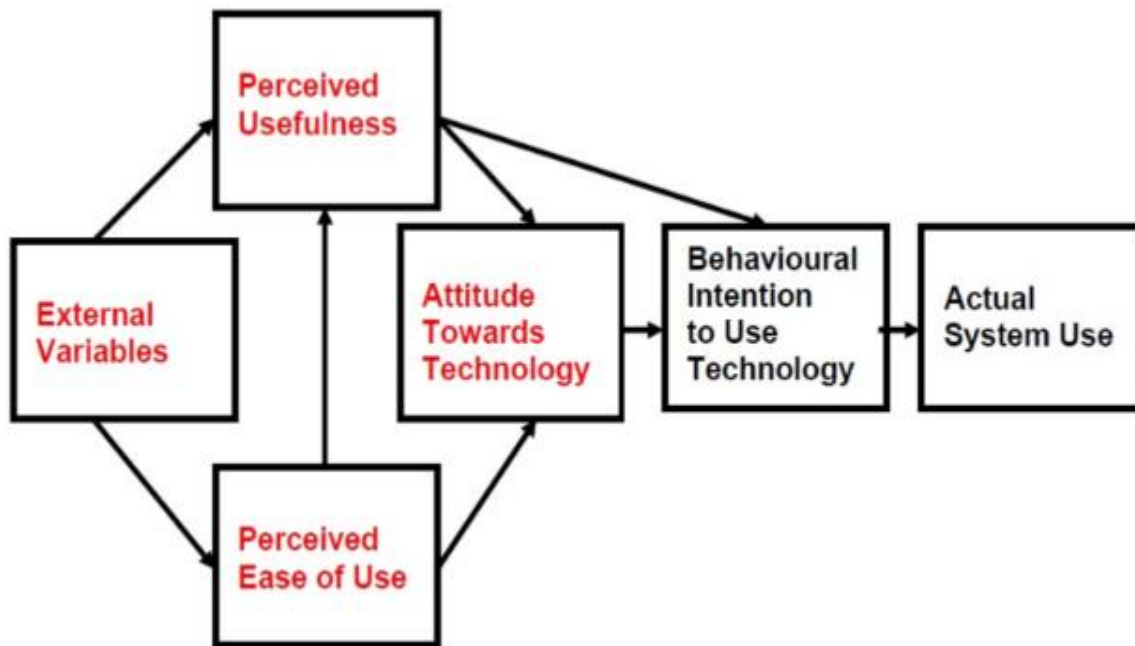 Perceived
Usefulness
External
Variables
Attitude
Towards
Technology
Behavioural
Intention
to Use
Technology
Actual
System Use
Perceived
Ease of Use